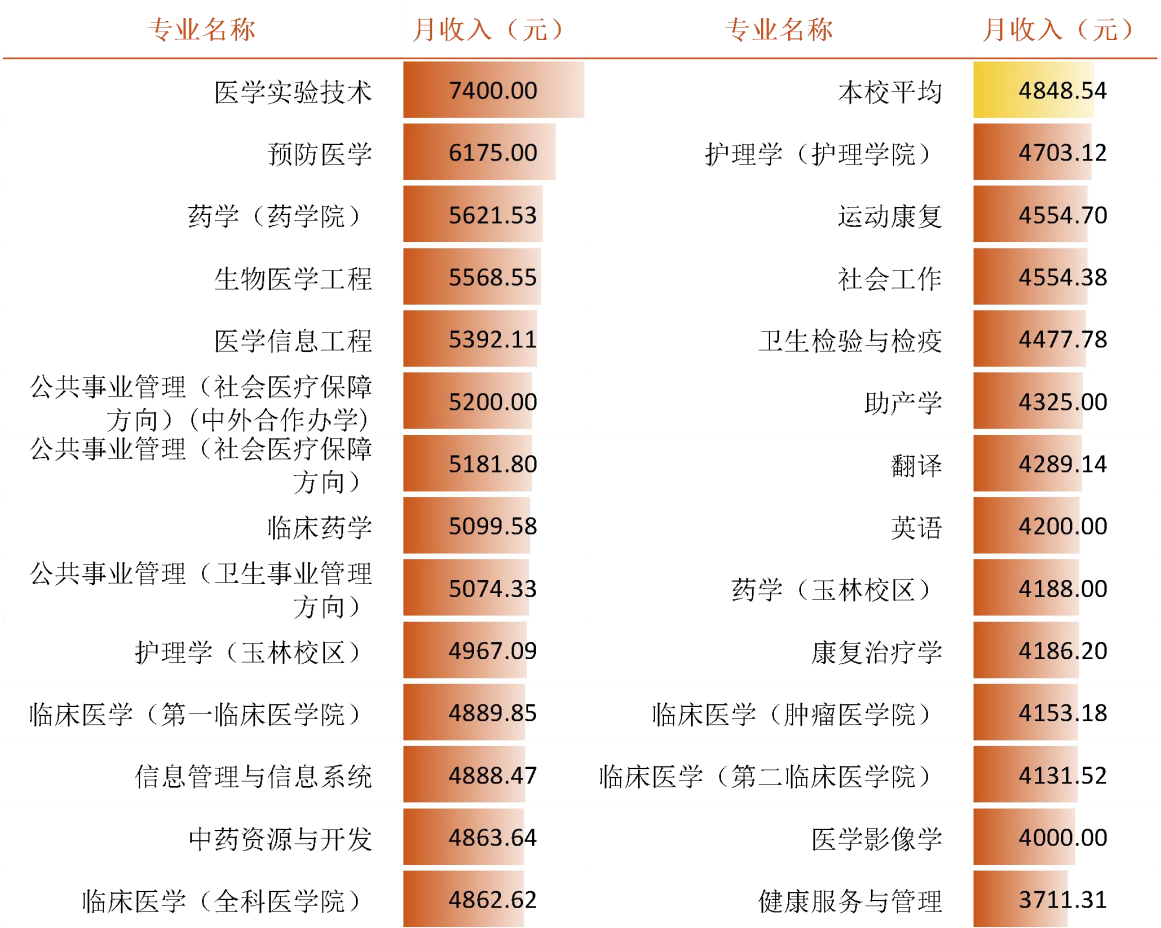 专业名称 月收入（元） 专业名称 月收入（元）
医学实验技术 7400.00 本校平均 4848.54
预防医学 6175.00 护理学（护理学院） 4703.12
药学（药学院） 5621.53 运动康复 4554.70
生物医学工程 5568.55 社会工作 4554.38
医学信息工程 5392.11 卫生检验与检疫 4477.78
公共事业管理（社会医疗保障
方向）(中外合作办学) 5200.00 助产学 4325.00
公共事业管理（社会医疗保障
方向） 5181.80 翻译 4289.14
临床药学 5099.58 英语 4200.00
公共事业管理（卫生事业管理
方向） 5074.33 药学（玉林校区） 4188.00
护理学（玉林校区） 4967.09 康复治疗学 4186.20
临床医学（第一临床医学院） 4889.85 临床医学（肿瘤医学院） 4153.18
信息管理与信息系统 4888.47 临床医学（第二临床医学院） 4131.52
中药资源与开发 4863.64 医学影像学 4000.00
临床医学（全科医学院） 4862.62 健康服务与管理 3711.31